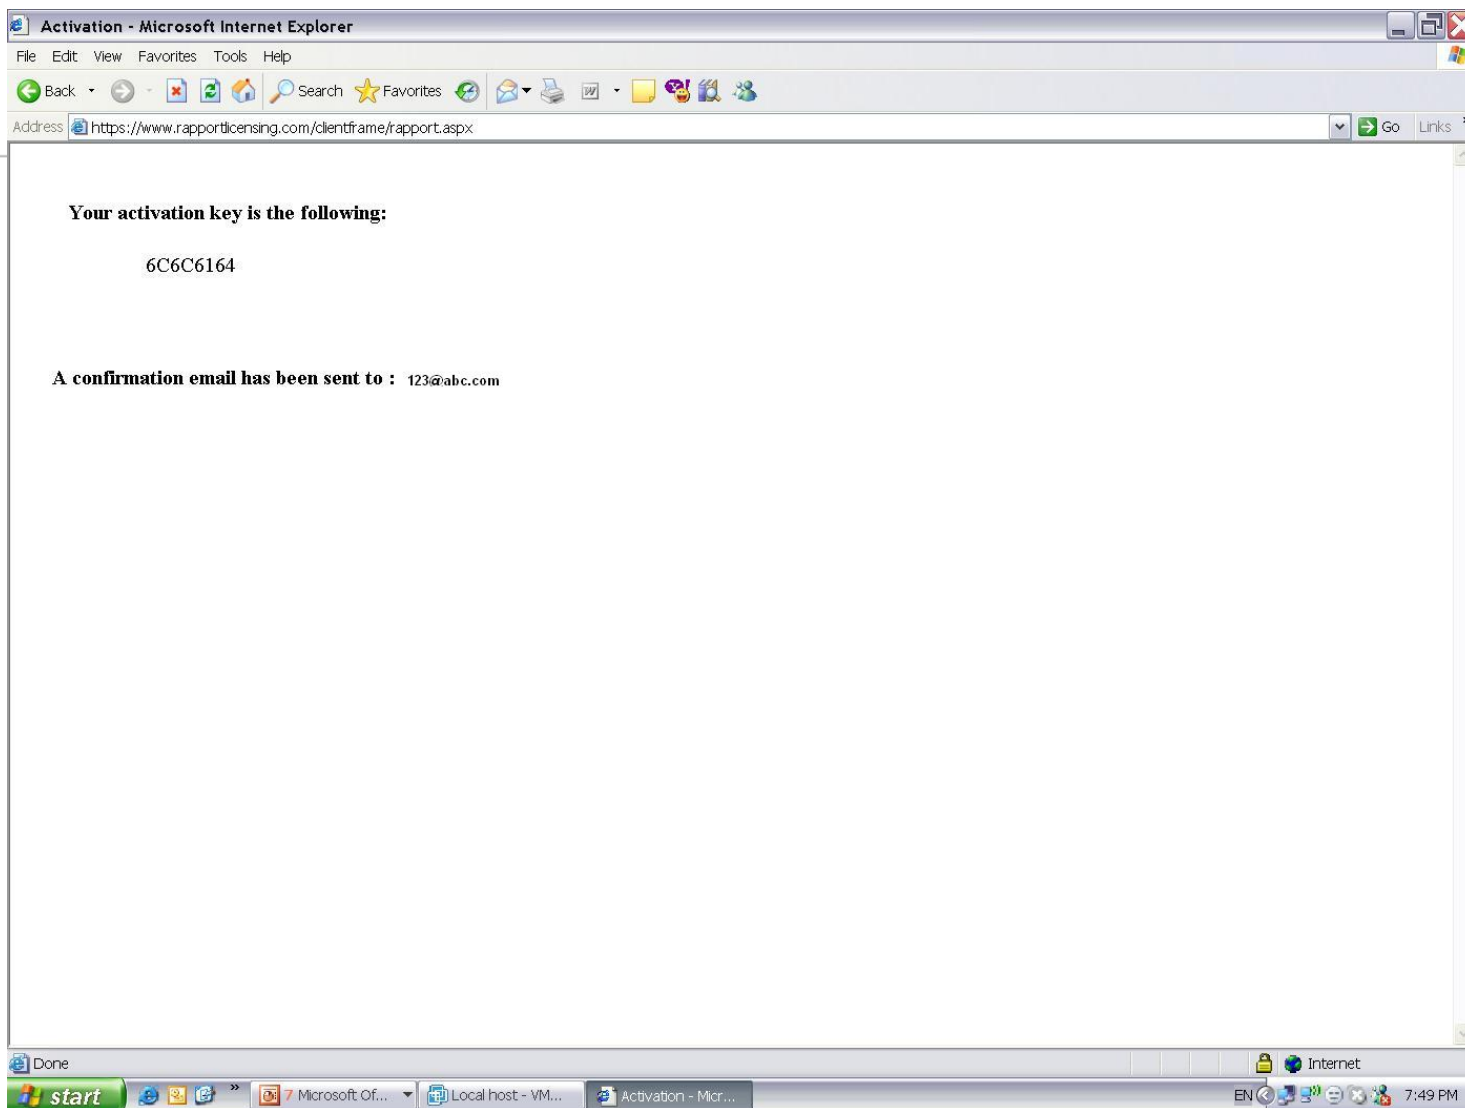 Activation - Microsoft Internet Explorer
File Edit View Favorites Tools Help
Back Search Favorites
Address https://www.rapportlicensing.com/clientframe/rapport.aspx Go Links
Your activation key is the following:
6C6C6164
A confirmation email has been sent to : 123@abc.com
Done Internet
start 7 Microsoft Of... Local host - VM... Activation - Micr... EN 7:49 PM